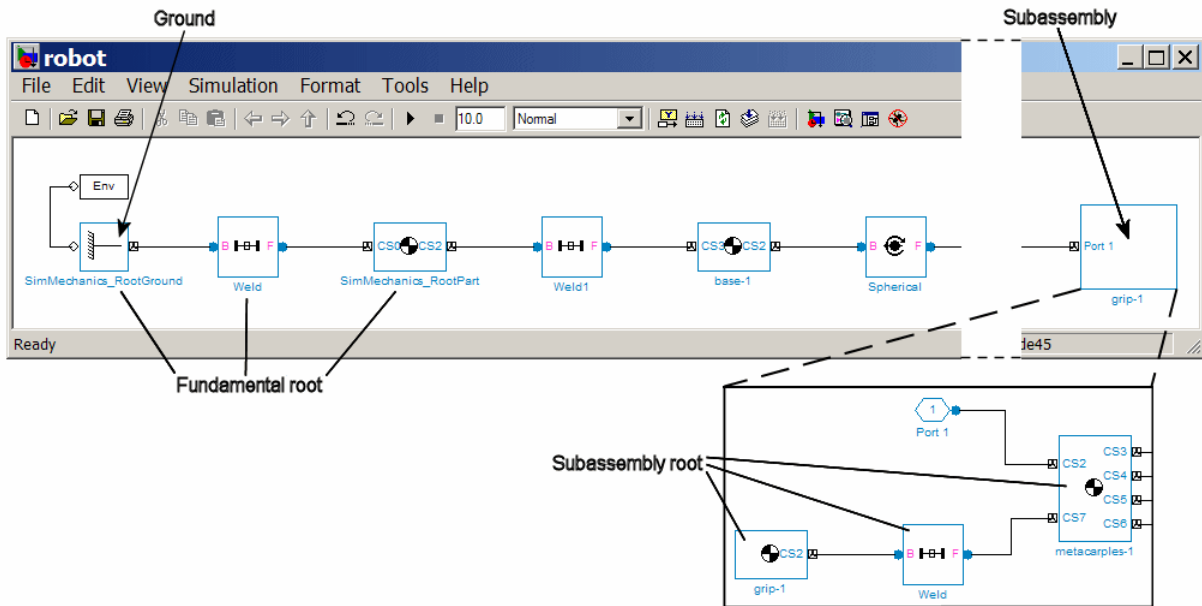 Ground
Subassembly
robot
File Edit View Simulation Format Tools Help
10.0 Normal
Env
B F
CS0 CS2
B F
CS3 CS2
B F
Port 1
SimMechanics_RootGround
Weld
SimMechanics_RootPart
Weld1
base-1
Spherical
grip-1
Ready
de45
Fundamental root
1
Port 1
CS3
CS2
CS4
CS5
CS7
CS6
metacarples-1
Subassembly root
CS2
B F
grip-1
Weld